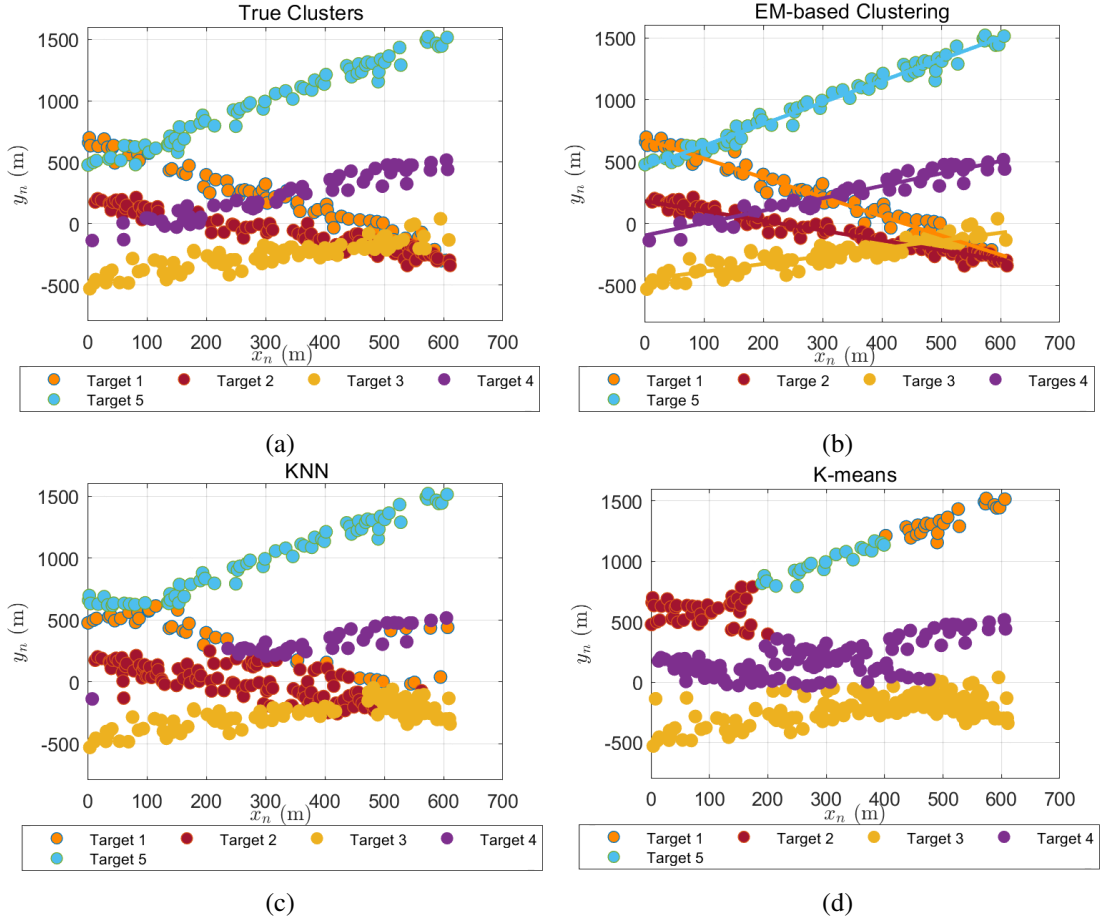 True Clusters
1500
1000
500
0
-500
y_n (m)
0 100 200 300 400 500 600 700
x_n (m)
Target 1 Target 2 Target 3 Target 4
Target 5
(a)
EM-based Clustering
1500
1000
500
0
-500
y_n (m)
0 100 200 300 400 500 600 700
x_n (m)
Target 1 Targe 2 Targe 3 Targes 4
Targe 5
(b)
KNN
1500
1000
500
0
-500
y_n (m)
0 100 200 300 400 500 600 700
x_n (m)
Target 1 Target 2 Target 3 Target 4
Target 5
(c)
K-means
1500
1000
500
0
-500
y_n (m)
0 100 200 300 400 500 600 700
x_n (m)
Target 1 Target 2 Target 3 Target 4
Target 5
(d)